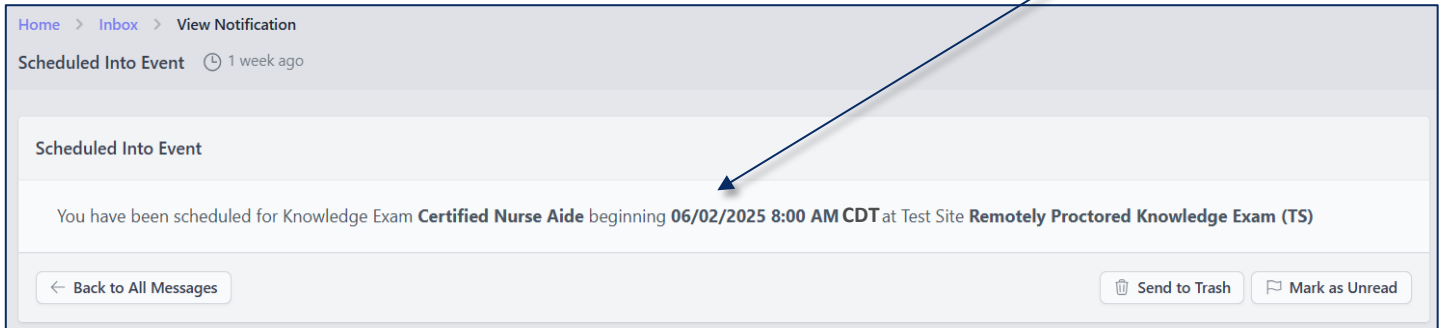 Home > Inbox > View Notification
Scheduled Into Event 1 week ago
Scheduled Into Event
You have been scheduled for Knowledge Exam Certified Nurse Aide beginning 06/02/2025 8:00 AM CDT at Test Site Remotely Proctored Knowledge Exam (TS)
Back to All Messages Send to Trash Mark as Unread